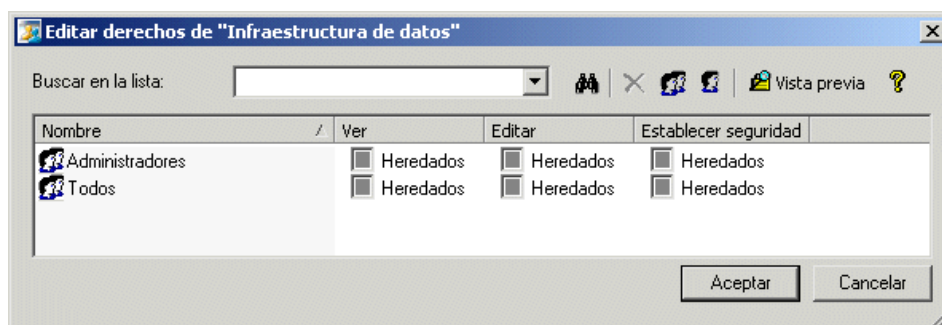 Editar derechos de "Infraestructura de datos"
Buscar en la lista: Vista previa
Nombre Ver Editar Establecer seguridad
Administradores Heredados Heredados Heredados
Todos Heredados Heredados Heredados
Aceptar Cancelar